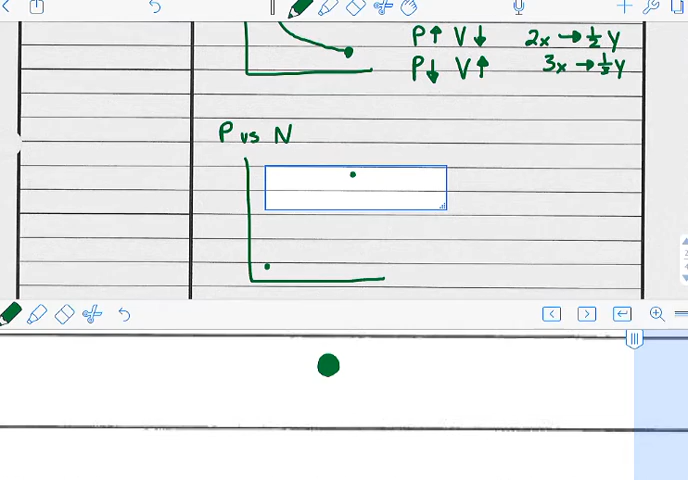 P↑ V↓ 2x → 1/2 y
P↓ V↑ 3x → 1/3 y
P vs N